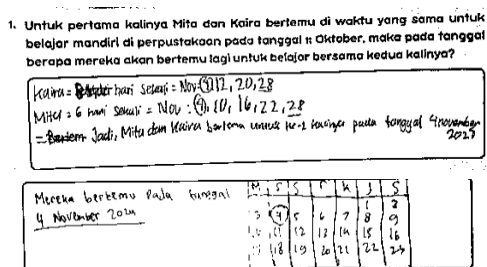 1. Untuk pertama kalinya Mita dan Kaira bertemu di waktu yang sama untuk
belajar mandiri di perpustakaan pada tanggal 11 Oktober, maka pada tanggal
berapa mereka akan bertemu lagi untuk belajar bersama kedua kalinya?
Kaira = hari sekali = Nov : 4, 12, 20, 28
Mita = 6 hari sekali = Nov : 4, 10, 16, 22, 28
= Jadi, Mita dan Kaira bertemu untuk ke-2 kalinya pada tanggal 4 november
Mereka bertemu Pada tanggal
4 November 2024
M S S r k J S
1 2
3 4 5 6 7 8 9
11 12 13 14 15 16
18 19 20 21 22 23